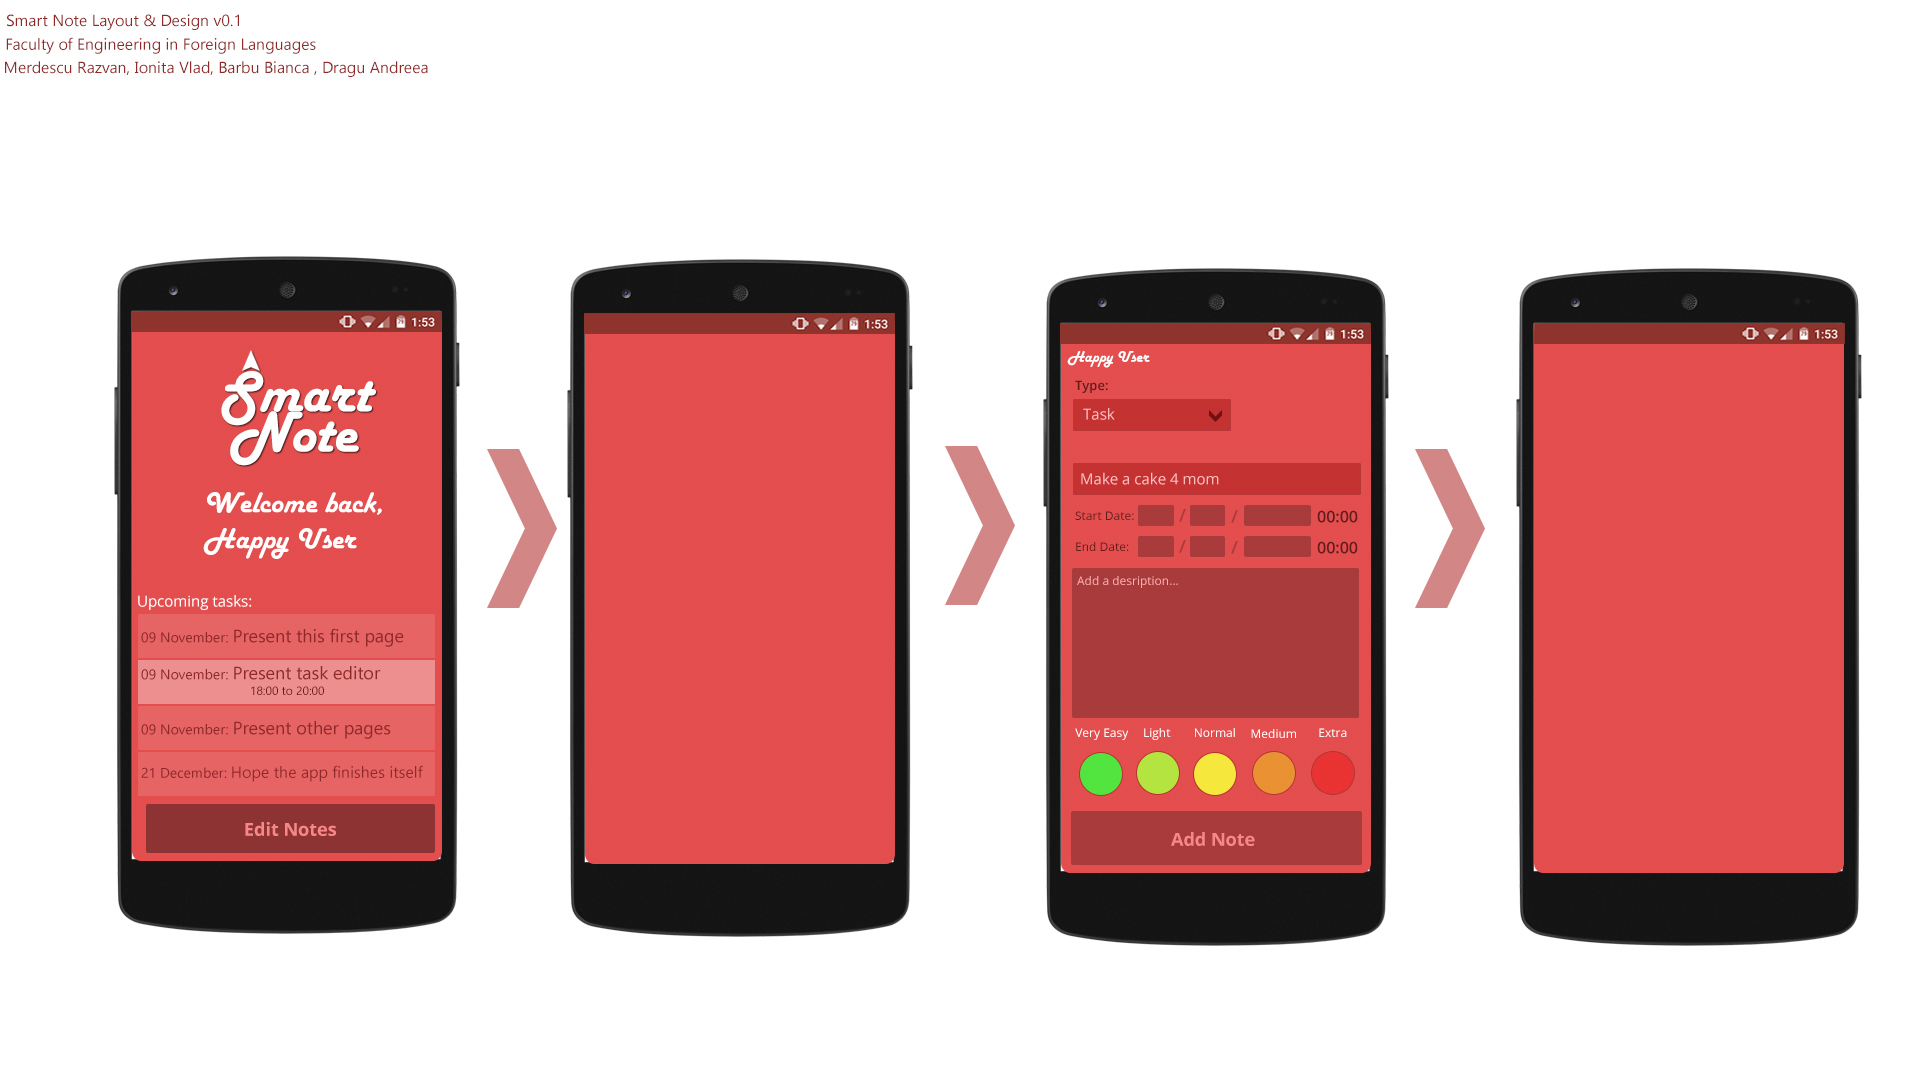 Smart Note Layout & Design v0.1
Faculty of Engineering in Foreign Languages
Merdescu Razvan, Ionita Vlad, Barbu Bianca , Dragu Andreea
1:53
Smart
Note
Welcome back,
Happy User
Upcoming tasks:
09 November: Present this first page
09 November: Present task editor
18:00 to 20:00
09 November: Present other pages
21 December: Hope the app finishes itself
Edit Notes
1:53
1:53
Happy User
Type:
Task
Make a cake 4 mom
Start Date: / / 00:00
End Date: / / 00:00
Add a desription...
Very Easy Light Normal Medium Extra
Add Note
1:53